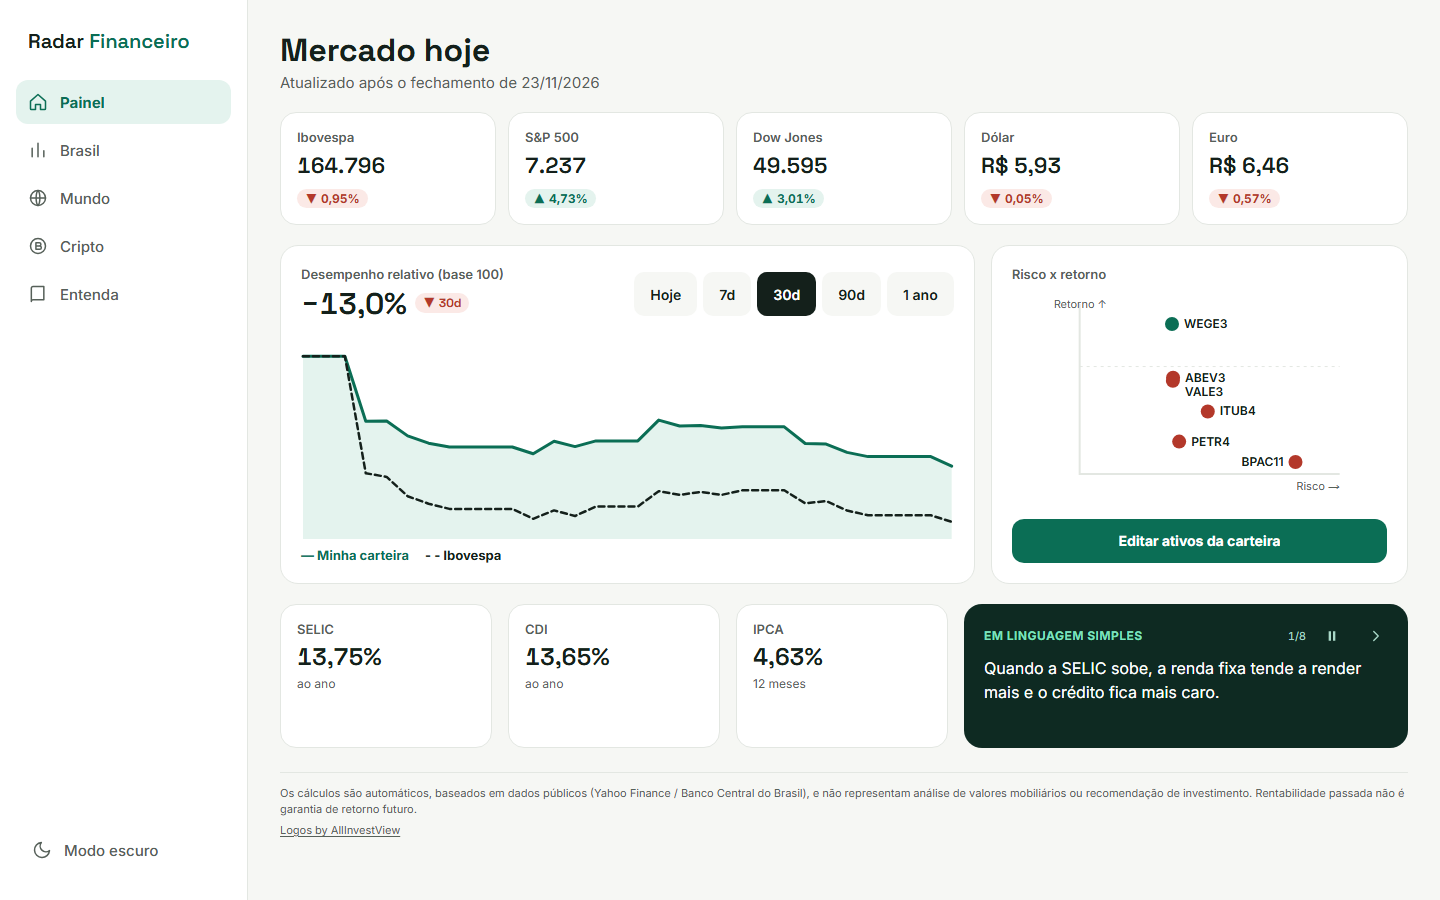 Radar Financeiro
Painel
Brasil
Mundo
Cripto
Entenda
Modo escuro
Mercado hoje
Atualizado após o fechamento de 23/11/2026
Ibovespa
164.796
▼ 0,95%
S&P 500
7.237
▲ 4,73%
Dow Jones
49.595
▲ 3,01%
Dólar
R$ 5,93
▼ 0,05%
Euro
R$ 6,46
▼ 0,57%
Desempenho relativo (base 100)
−13,0% ▼ 30d
Hoje 7d 30d 90d 1 ano
— Minha carteira - - Ibovespa
Risco x retorno
Retorno ↑
WEGE3
ABEV3
VALE3
ITUB4
PETR4
BPAC11
Risco →
Editar ativos da carteira
SELIC
13,75%
ao ano
CDI
13,65%
ao ano
IPCA
4,63%
12 meses
EM LINGUAGEM SIMPLES 1/8
Quando a SELIC sobe, a renda fixa tende a render
mais e o crédito fica mais caro.
Os cálculos são automáticos, baseados em dados públicos (Yahoo Finance / Banco Central do Brasil), e não representam análise de valores mobiliários ou recomendação de investimento. Rentabilidade passada não é
garantia de retorno futuro.
Logos by AllInvestView